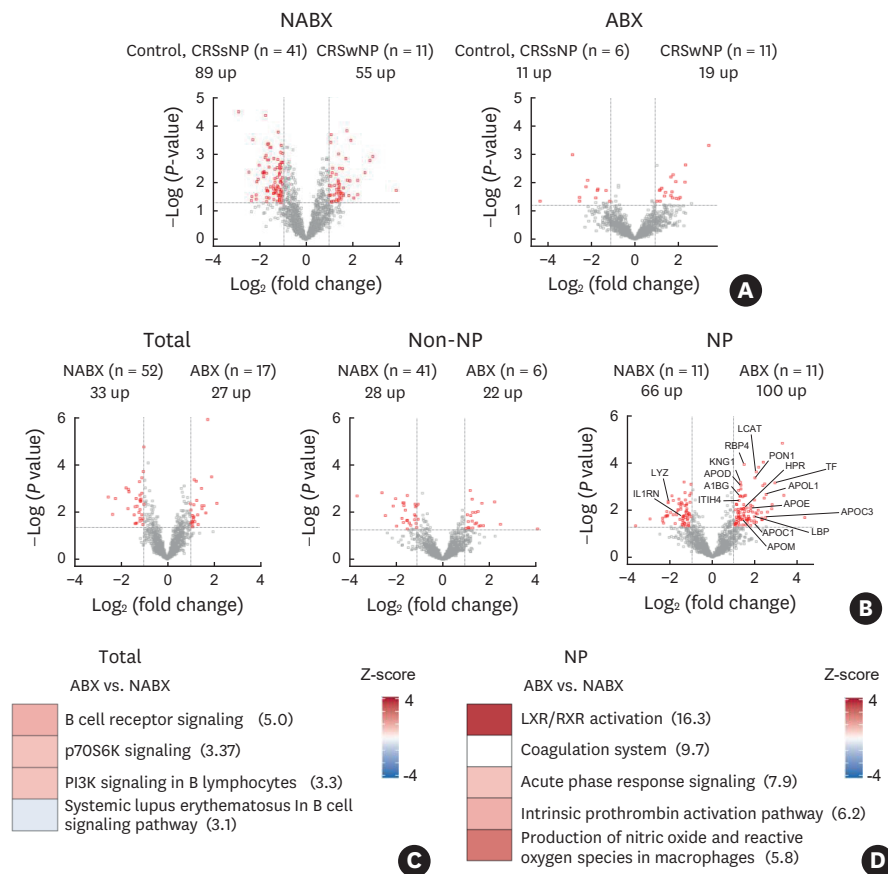 NABX
Control, CRSsNP (n = 41) CRSwNP (n = 11)
89 up 55 up
5
4
3
2
1
0
−Log (P-value)
−4 −2 0 2 4
Log₂ (fold change)
ABX
Control, CRSsNP (n = 6) CRSwNP (n = 11)
11 up 19 up
5
4
3
2
1
0
−Log (P-value)
−4 −2 0 2
Log₂ (fold change)
A
Total
NABX (n = 52) ABX (n = 17)
33 up 27 up
6
4
2
0
−Log (P value)
−4 −2 0 2 4
Log₂ (fold change)
Non-NP
NABX (n = 41) ABX (n = 6)
28 up 22 up
6
4
2
0
−Log (P value)
−4 −2 0 2 4
Log₂ (fold change)
NP
NABX (n = 11) ABX (n = 11)
66 up 100 up
6
4
2
0
−Log (P value)
LCAT
RBP4
PON1
KNG1
HPR
TF
APOD
LYZ
A1BG
APOL1
IL1RN
ITIH4
APOE
APOC3
APOC1
LBP
APOM
−4 −2 0 2 4
Log₂ (fold change)
B
Total
ABX vs. NABX
Z-score
4
-4
B cell receptor signaling (5.0)
p70S6K signaling (3.37)
PI3K signaling in B lymphocytes (3.3)
Systemic lupus erythematosus In B cell
signaling pathway (3.1)
C
NP
ABX vs. NABX
Z-score
4
-4
LXR/RXR activation (16.3)
Coagulation system (9.7)
Acute phase response signaling (7.9)
Intrinsic prothrombin activation pathway (6.2)
Production of nitric oxide and reactive
oxygen species in macrophages (5.8)
D